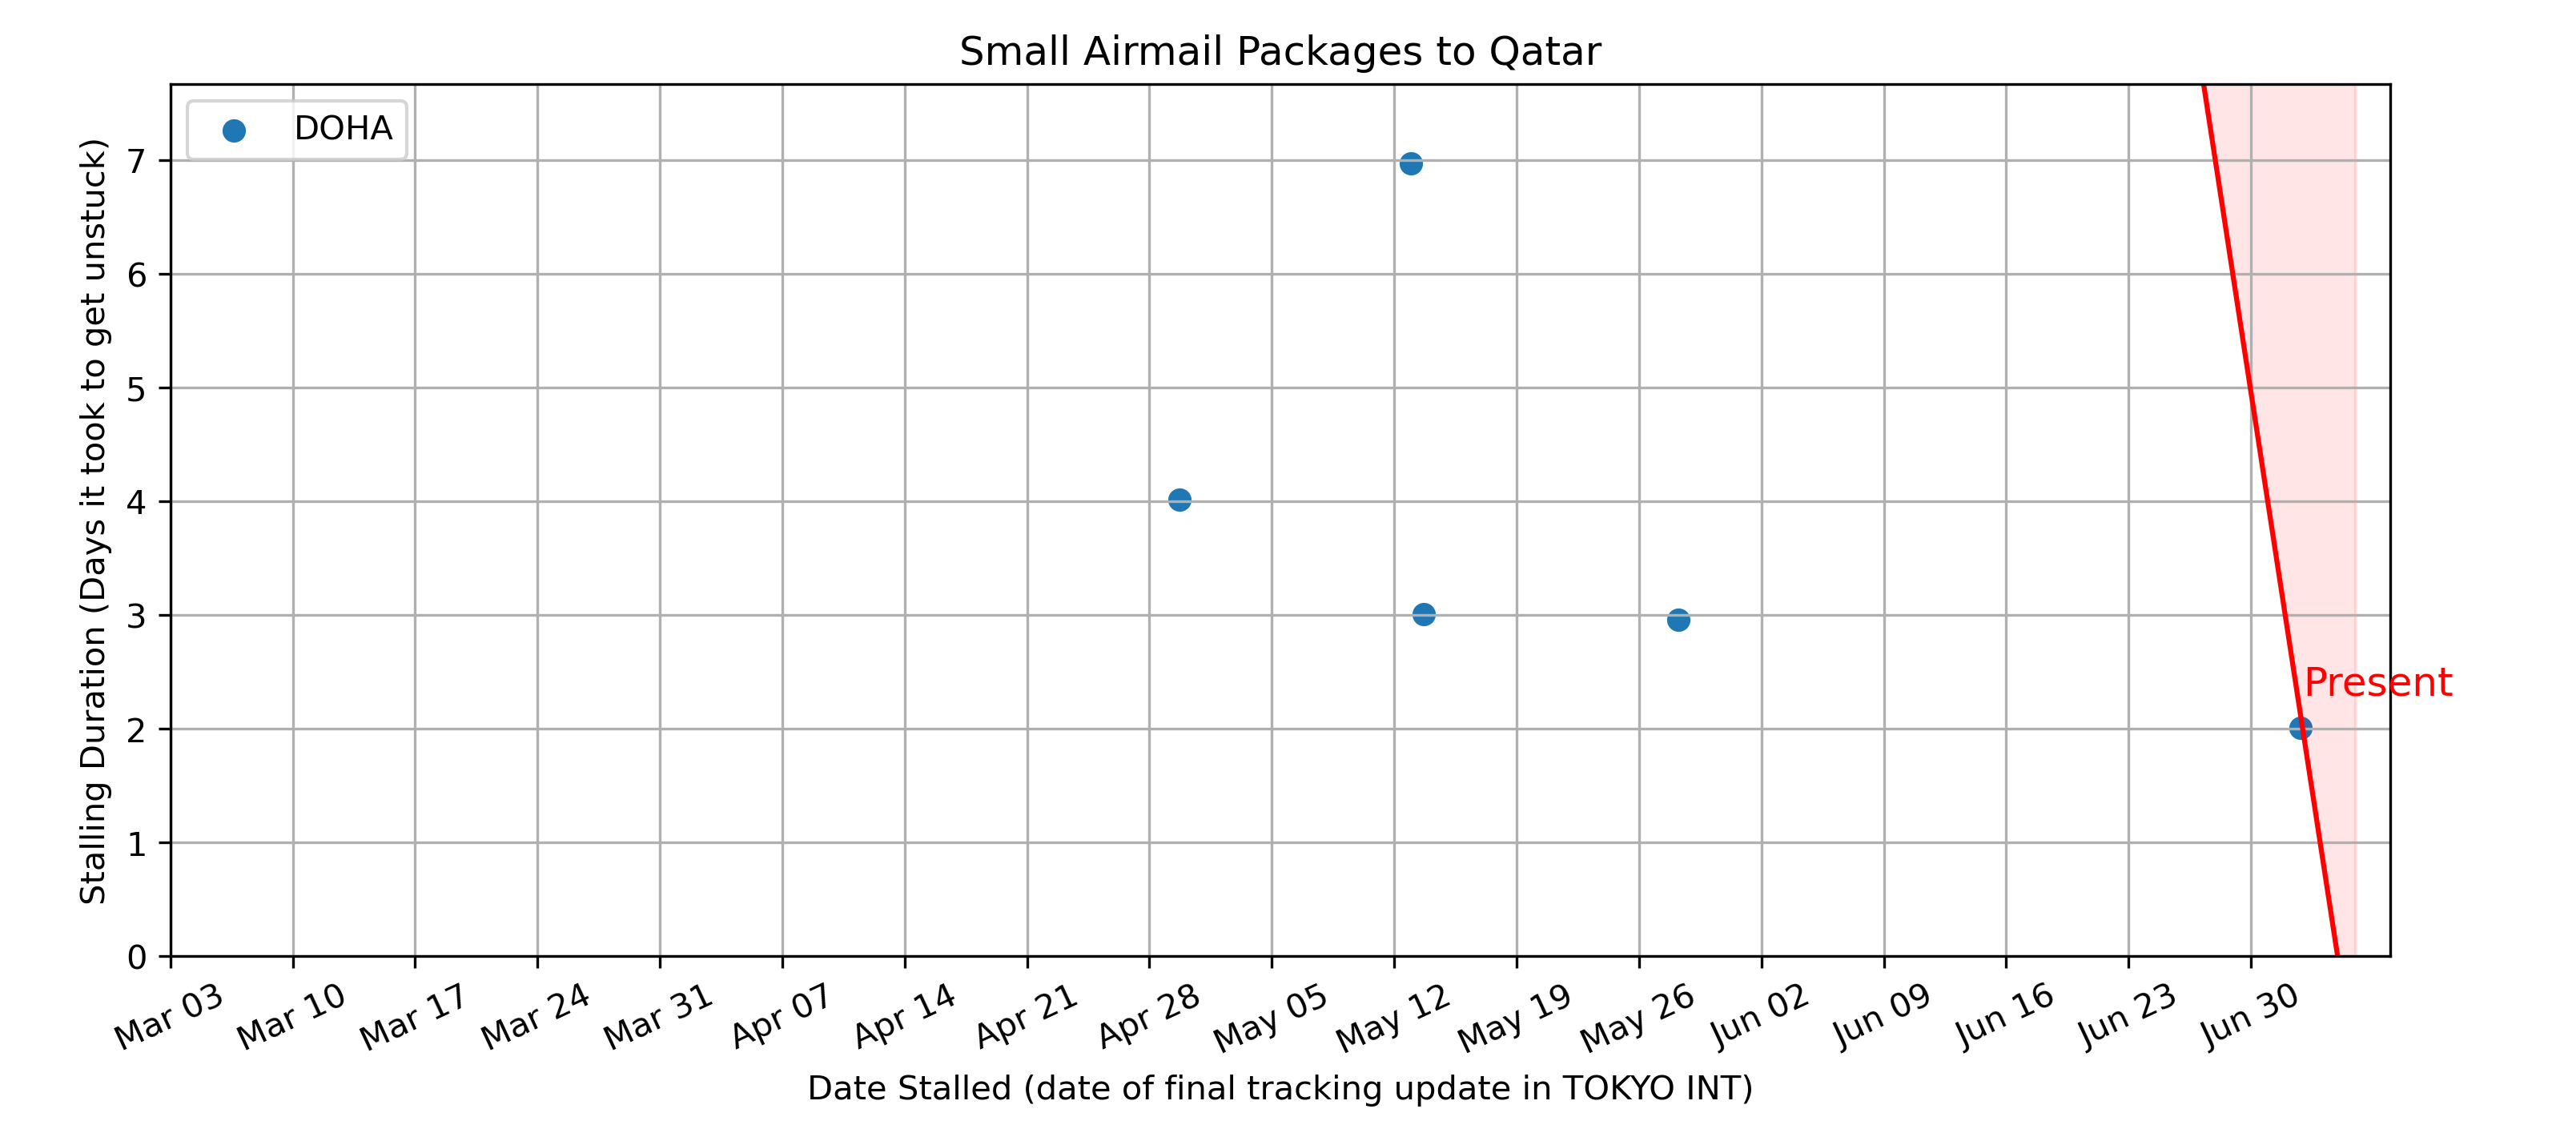 Small Airmail Packages to Qatar
DOHA
Stalling Duration (Days it took to get unstuck)
7
6
5
4
3
2
1
0
Present
Mar 03
Mar 10
Mar 17
Mar 24
Mar 31
Apr 07
Apr 14
Apr 21
Apr 28
May 05
May 12
May 19
May 26
Jun 02
Jun 09
Jun 16
Jun 23
Jun 30
Date Stalled (date of final tracking update in TOKYO INT)